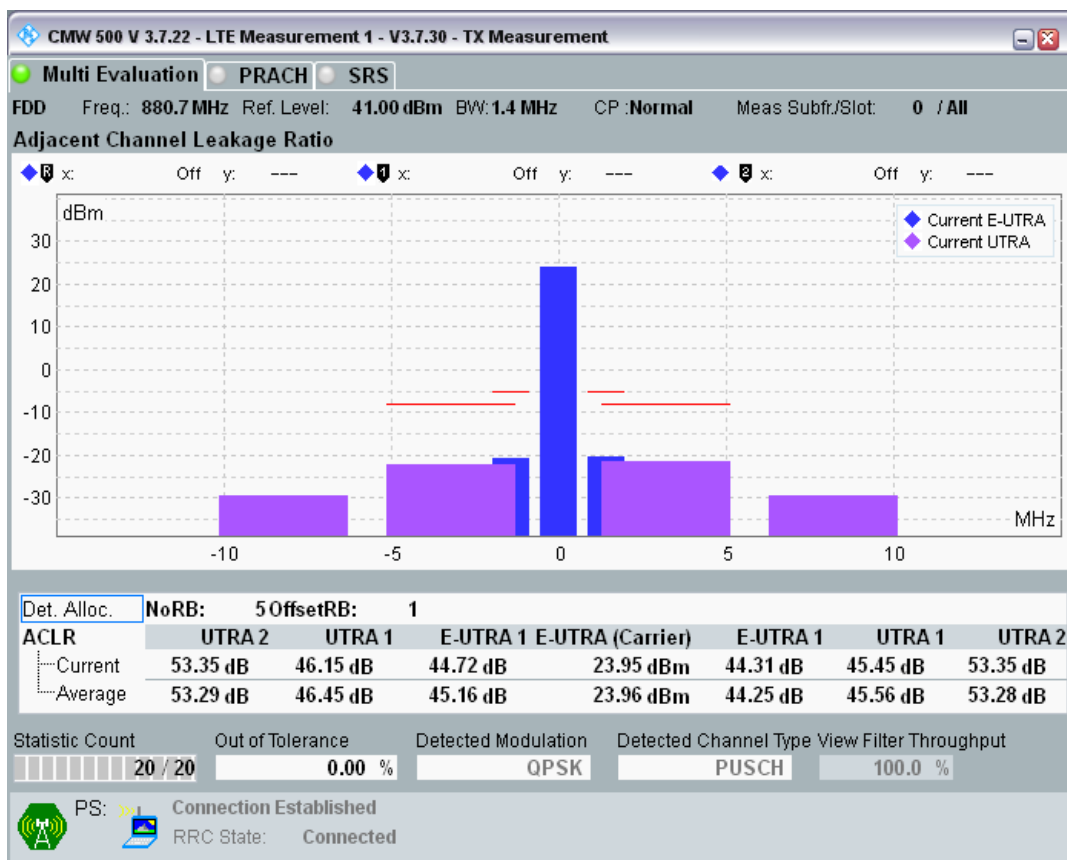 CMW 500 V 3.7.22 - LTE Measurement 1 - V3.7.30 - TX Measurement
Multi Evaluation PRACH SRS
FDD Freq.: 880.7 MHz Ref. Level: 41.00 dBm BW: 1.4 MHz CP :Normal Meas Subfr./Slot: 0 / All
Adjacent Channel Leakage Ratio
R x: Off y: --- 1 x: Off y: --- 2 x: Off y: ---
dBm
Current E-UTRA
Current UTRA
30
20
10
0
-10
-20
-30
MHz
-10 -5 0 5 10
Det. Alloc. NoRB: 5 OffsetRB: 1
ACLR UTRA 2 UTRA 1 E-UTRA 1 E-UTRA (Carrier) E-UTRA 1 UTRA 1 UTRA 2
Current 53.35 dB 46.15 dB 44.72 dB 23.95 dBm 44.31 dB 45.45 dB 53.35 dB
Average 53.29 dB 46.45 dB 45.16 dB 23.96 dBm 44.25 dB 45.56 dB 53.28 dB
Statistic Count Out of Tolerance Detected Modulation Detected Channel Type View Filter Throughput
20 / 20 0.00 % QPSK PUSCH 100.0 %
PS: Connection Established
RRC State: Connected